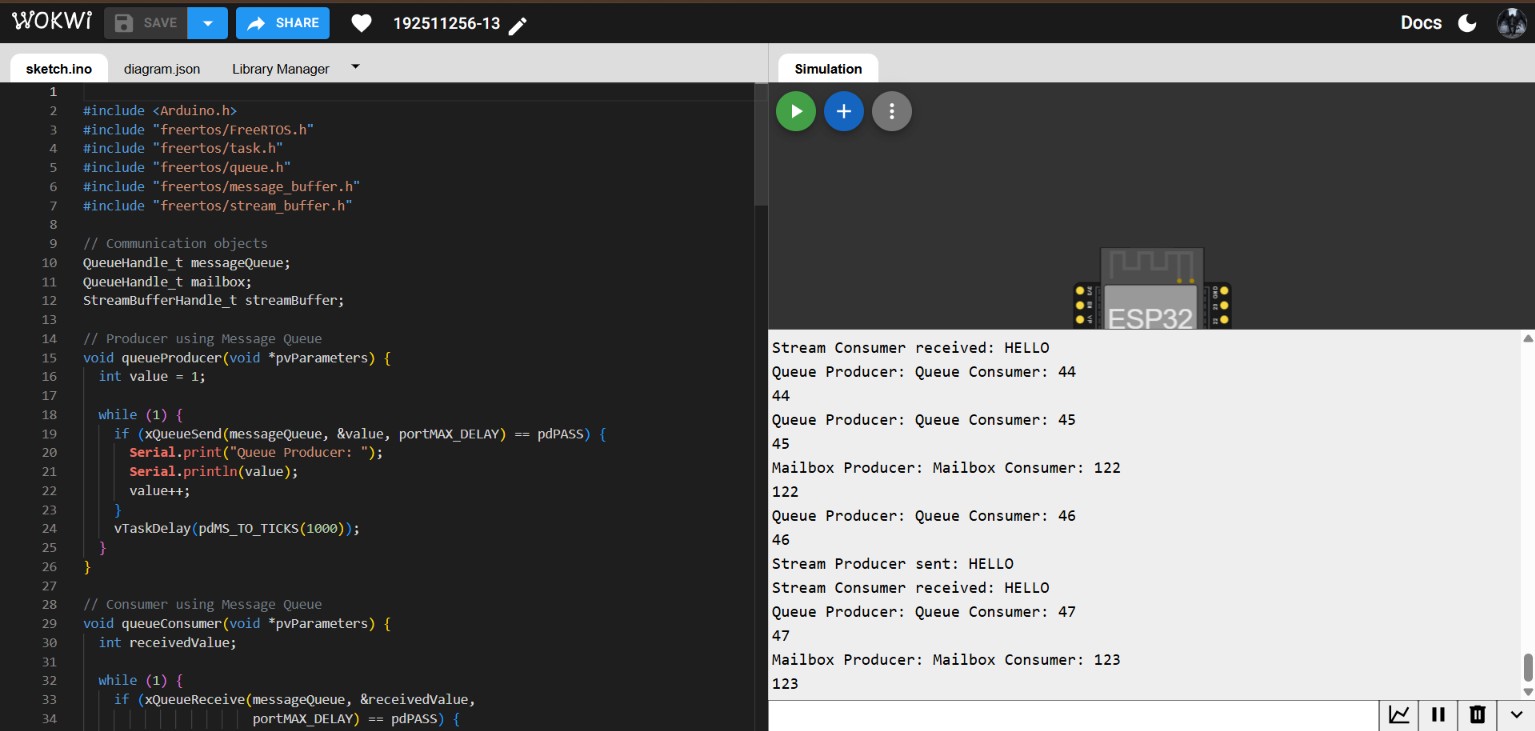 WOKWi
SAVE
SHARE
192511256-13
Docs
sketch.ino
diagram.json
Library Manager
Simulation
1
2 #include <Arduino.h>
3 #include "freertos/FreeRTOS.h"
4 #include "freertos/task.h"
5 #include "freertos/queue.h"
6 #include "freertos/message_buffer.h"
7 #include "freertos/stream_buffer.h"
8
9 // Communication objects
10 QueueHandle_t messageQueue;
11 QueueHandle_t mailbox;
12 StreamBufferHandle_t streamBuffer;
13
14 // Producer using Message Queue
15 void queueProducer(void *pvParameters) {
16 int value = 1;
17
18 while (1) {
19 if (xQueueSend(messageQueue, &value, portMAX_DELAY) == pdPASS) {
20 Serial.print("Queue Producer: ");
21 Serial.println(value);
22 value++;
23 }
24 vTaskDelay(pdMS_TO_TICKS(1000));
25 }
26 }
27
28 // Consumer using Message Queue
29 void queueConsumer(void *pvParameters) {
30 int receivedValue;
31
32 while (1) {
33 if (xQueueReceive(messageQueue, &receivedValue,
34 portMAX_DELAY) == pdPASS) {
ESP32
Stream Consumer received: HELLO
Queue Producer: Queue Consumer: 44
44
Queue Producer: Queue Consumer: 45
45
Mailbox Producer: Mailbox Consumer: 122
122
Queue Producer: Queue Consumer: 46
46
Stream Producer sent: HELLO
Stream Consumer received: HELLO
Queue Producer: Queue Consumer: 47
47
Mailbox Producer: Mailbox Consumer: 123
123